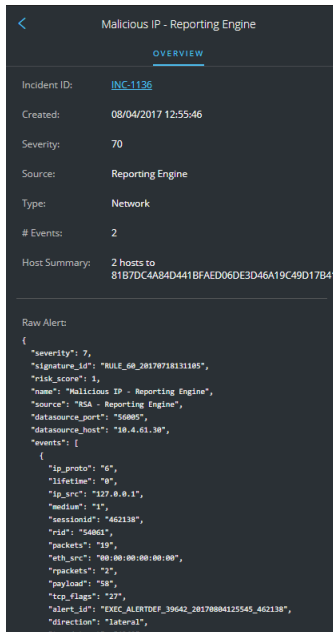 Malicious IP - Reporting Engine
OVERVIEW
Incident ID: INC-1136
Created: 08/04/2017 12:55:46
Severity: 70
Source: Reporting Engine
Type: Network
# Events: 2
Host Summary: 2 hosts to
81B7DC4A84D441BFAED06DE3D46A19C49D17B41
Raw Alert:
{
"severity": 7,
"signature_id": "RULE_60_20170718131105",
"risk_score": 1,
"name": "Malicious IP - Reporting Engine",
"source": "RSA - Reporting Engine",
"datasource_port": "56005",
"datasource_host": "10.4.61.30",
"events": [
{
"ip_proto": "6",
"lifetime": "0",
"ip_src": "127.0.0.1",
"medium": "1",
"sessionid": "462138",
"rid": "54061",
"packets": "19",
"eth_src": "00:00:00:00:00:00",
"rpackets": "2",
"payload": "58",
"tcp_flags": "27",
"alert_id": "EXEC_ALERTDEF_39642_20170804125545_462138",
"direction": "lateral",